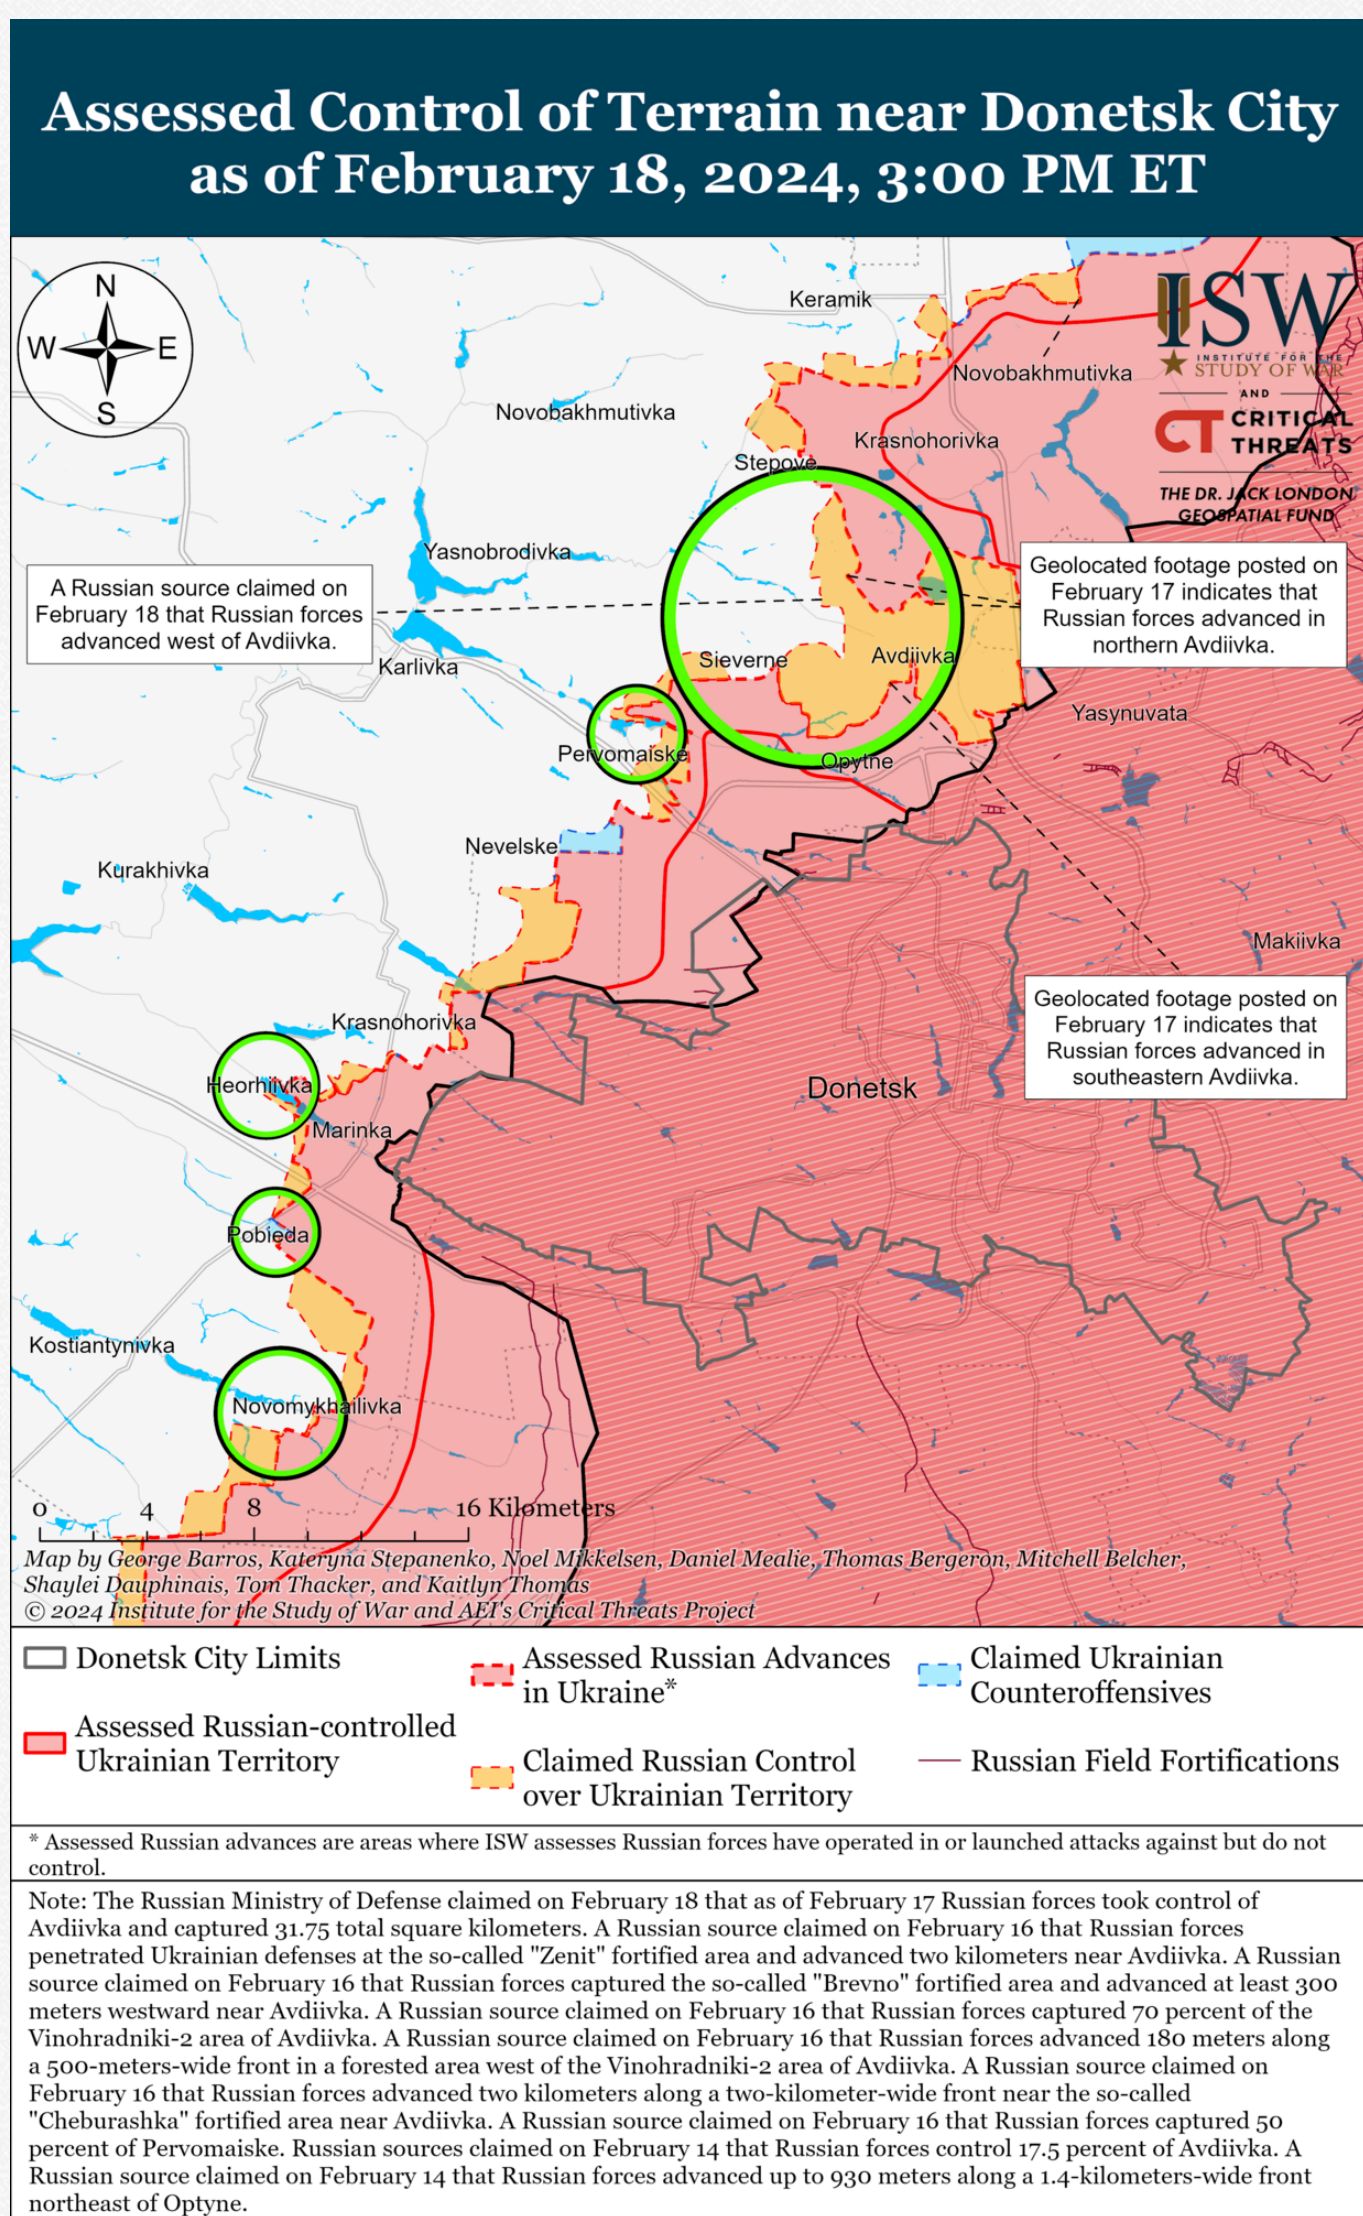 Assessed Control of Terrain near Donetsk City
as of February 18, 2024, 3:00 PM ET
N
W
E
S
Keramik
ISW
INSTITUTE FOR THE
STUDY OF WAR
AND
CT CRITICAL
THREATS
THE DR. JACK LONDON
GEOSPATIAL FUND
Novobakhmutivka
Novobakhmutivka
Krasnohorivka
Stepove
Yasnobrodivka
A Russian source claimed on
February 18 that Russian forces
advanced west of Avdiivka.
Geolocated footage posted on
February 17 indicates that
Russian forces advanced in
northern Avdiivka.
Karlivka
Sieverne
Avdiivka
Yasynuvata
Pervomaiske
Opytne
Nevelske
Kurakhivka
Makiivka
Geolocated footage posted on
February 17 indicates that
Russian forces advanced in
southeastern Avdiivka.
Krasnohorivka
Heorhiivka
Donetsk
Marinka
Pobieda
Kostiantynivka
Novomykhailivka
0 4 8 16 Kilometers
Map by George Barros, Kateryna Stepanenko, Noel Mikkelsen, Daniel Mealie, Thomas Bergeron, Mitchell Belcher,
Shaylei Dauphinais, Tom Thacker, and Kaitlyn Thomas
© 2024 Institute for the Study of War and AEI's Critical Threats Project
Donetsk City Limits
Assessed Russian-controlled
Ukrainian Territory
Assessed Russian Advances
in Ukraine*
Claimed Russian Control
over Ukrainian Territory
Claimed Ukrainian
Counteroffensives
Russian Field Fortifications
* Assessed Russian advances are areas where ISW assesses Russian forces have operated in or launched attacks against but do not
control.
Note: The Russian Ministry of Defense claimed on February 18 that as of February 17 Russian forces took control of
Avdiivka and captured 31.75 total square kilometers. A Russian source claimed on February 16 that Russian forces
penetrated Ukrainian defenses at the so-called "Zenit" fortified area and advanced two kilometers near Avdiivka. A Russian
source claimed on February 16 that Russian forces captured the so-called "Brevno" fortified area and advanced at least 300
meters westward near Avdiivka. A Russian source claimed on February 16 that Russian forces captured 70 percent of the
Vinohradniki-2 area of Avdiivka. A Russian source claimed on February 16 that Russian forces advanced 180 meters along
a 500-meters-wide front in a forested area west of the Vinohradniki-2 area of Avdiivka. A Russian source claimed on
February 16 that Russian forces advanced two kilometers along a two-kilometer-wide front near the so-called
"Cheburashka" fortified area near Avdiivka. A Russian source claimed on February 16 that Russian forces captured 50
percent of Pervomaiske. Russian sources claimed on February 14 that Russian forces control 17.5 percent of Avdiivka. A
Russian source claimed on February 14 that Russian forces advanced up to 930 meters along a 1.4-kilometers-wide front
northeast of Optyne.